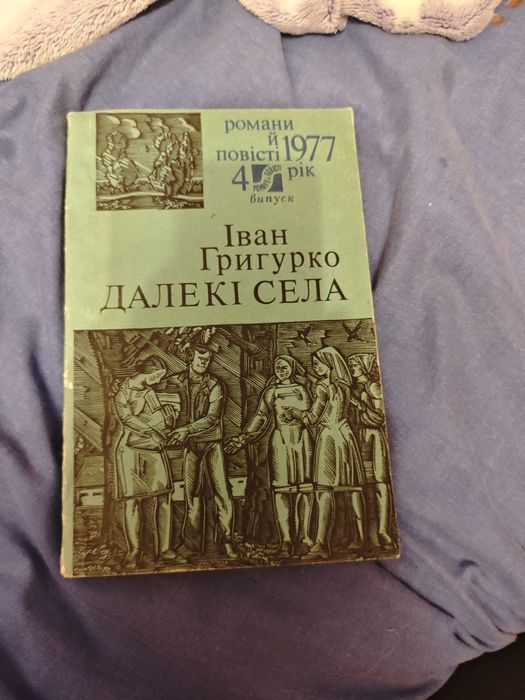 романи
й
повісті 1977
4 рік
випуск
Іван
Григурко
ДАЛЕКІ СЕЛА